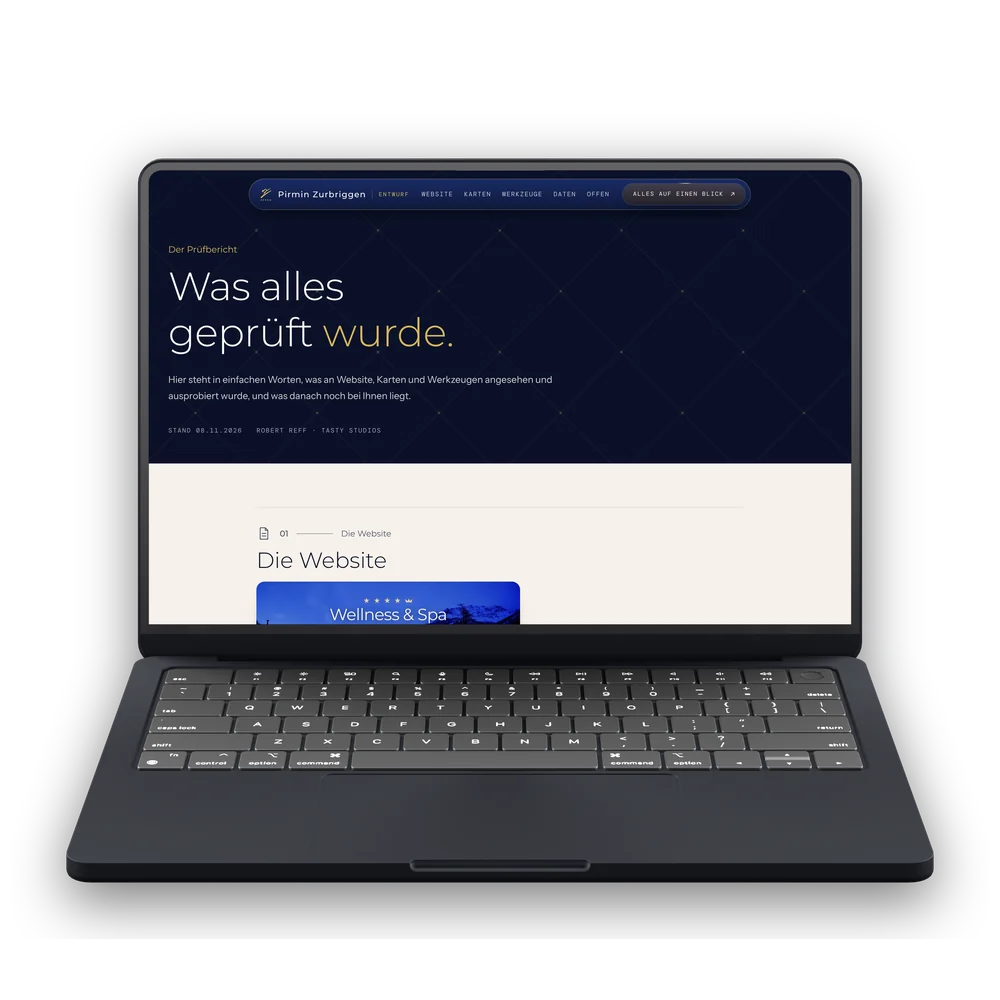 Pirmin Zurbriggen ENTWURF WEBSITE KARTEN WERKZEUGE DATEN OFFEN ALLES AUF EINEN BLICK ↗
Der Prüfbericht
Was alles
geprüft wurde.
Hier steht in einfachen Worten, was an Website, Karten und Werkzeugen angesehen und
ausprobiert wurde, und was danach noch bei Ihnen liegt.
STAND 08.11.2026 ROBERT REFF · TASTY STUDIOS
01 Die Website
Die Website
Wellness & Spa
esc
delete
tab Q W E R T Y U I O P
caps lock A S D F G H J K L return
shift Z X C V B N M shift
fn control option command command option